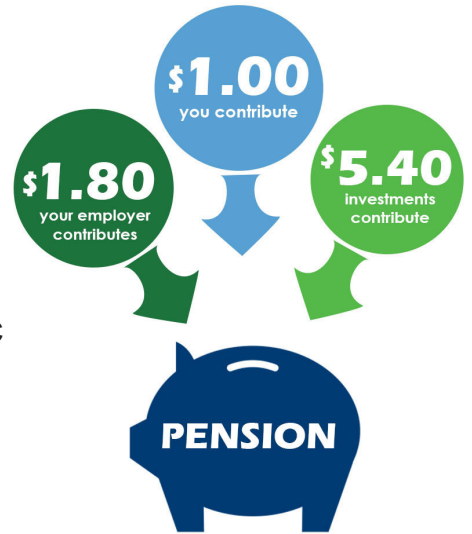 $1.00
you contribute
$1.80
your employer
contributes
$5.40
investments
contribute
PENSION